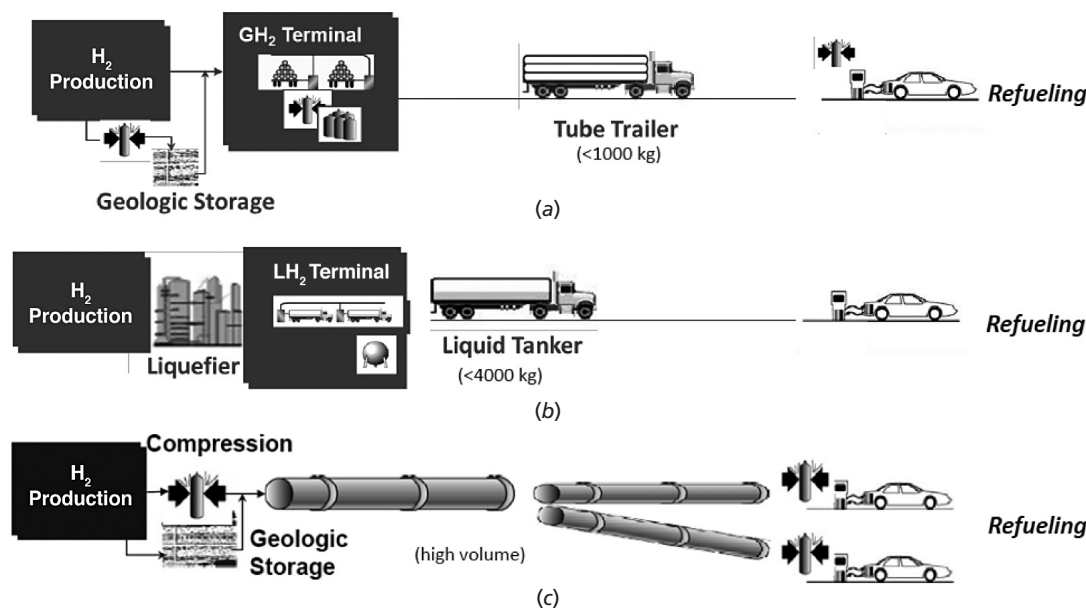 H₂
Production
GH₂ Terminal
Geologic Storage
Tube Trailer
(<1000 kg)
Refueling
(a)
H₂
Production
Liquefier
LH₂ Terminal
Liquid Tanker
(<4000 kg)
Refueling
(b)
H₂
Production
Compression
Geologic
Storage
(high volume)
Refueling
(c)